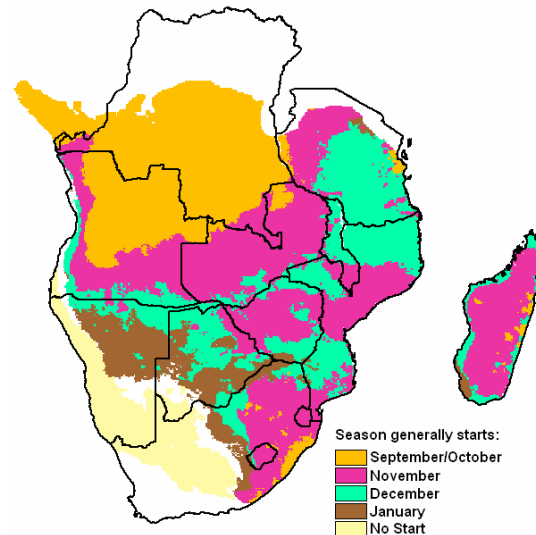 Season generally starts:
September/October
November
December
January
No Start